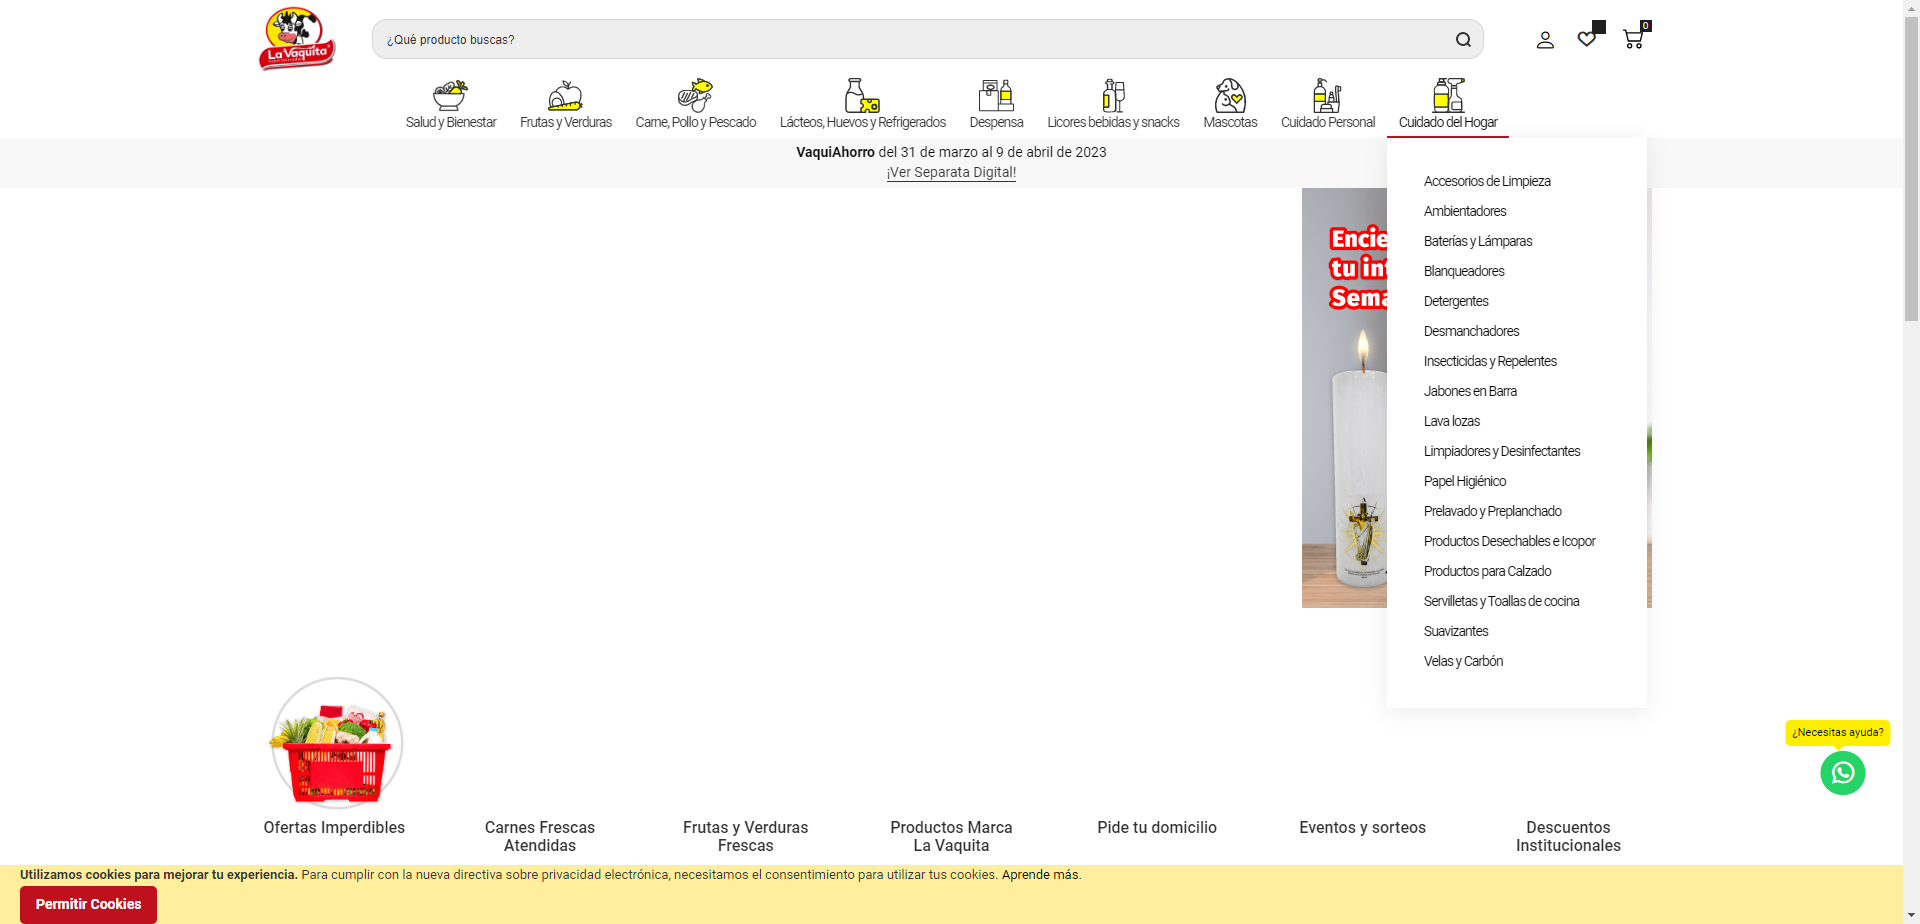 La Vaquita
¿Qué producto buscas?
0
Salud y Bienestar
Frutas y Verduras
Carne, Pollo y Pescado
Lácteos, Huevos y Refrigerados
Despensa
Licores bebidas y snacks
Mascotas
Cuidado Personal
Cuidado del Hogar
VaquiAhorro del 31 de marzo al 9 de abril de 2023
¡Ver Separata Digital!
Accesorios de Limpieza
Ambientadores
Baterías y Lámparas
Blanqueadores
Detergentes
Desmanchadores
Insecticidas y Repelentes
Jabones en Barra
Lava lozas
Limpiadores y Desinfectantes
Papel Higiénico
Prelavado y Preplanchado
Productos Desechables e Icopor
Productos para Calzado
Servilletas y Toallas de cocina
Suavizantes
Velas y Carbón
Encie
tu in
Sema
¿Necesitas ayuda?
Ofertas Imperdibles
Carnes Frescas
Atendidas
Frutas y Verduras
Frescas
Productos Marca
La Vaquita
Pide tu domicilio
Eventos y sorteos
Descuentos
Institucionales
Utilizamos cookies para mejorar tu experiencia. Para cumplir con la nueva directiva sobre privacidad electrónica, necesitamos el consentimiento para utilizar tus cookies. Aprende más.
Permitir Cookies